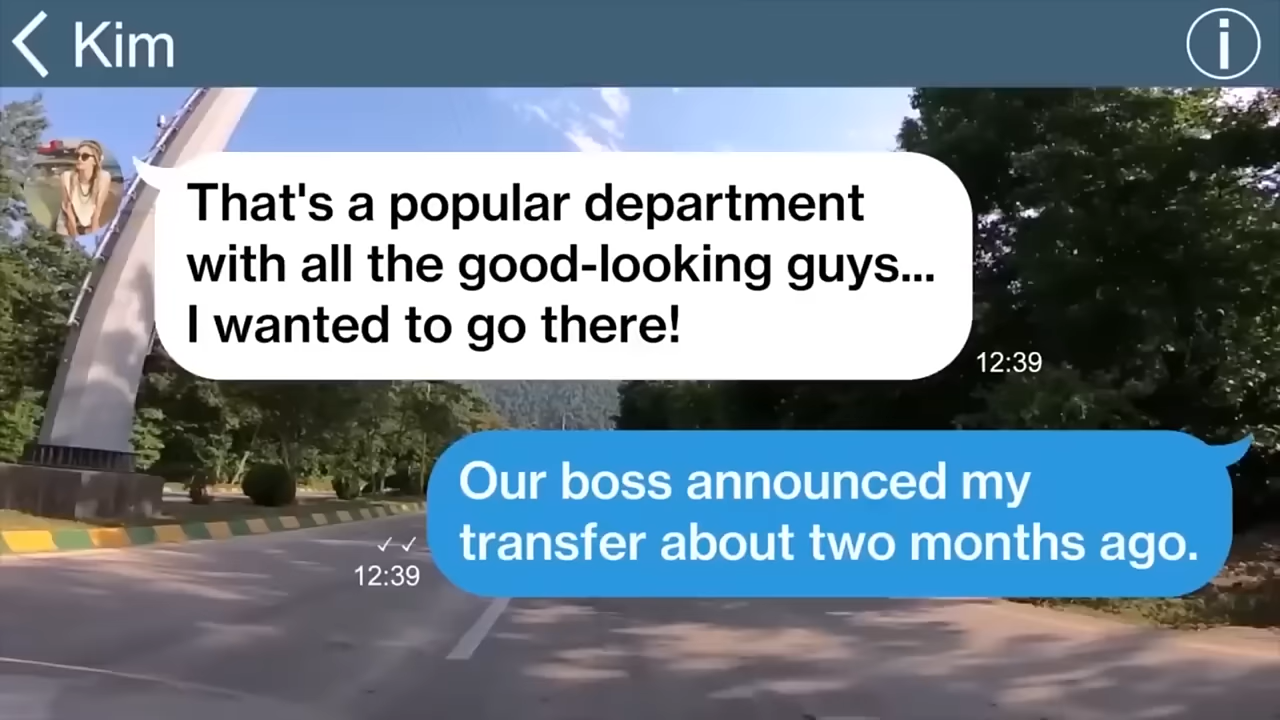 Kim
That's a popular department
with all the good-looking guys...
I wanted to go there!
12:39
Our boss announced my
transfer about two months ago.
12:39